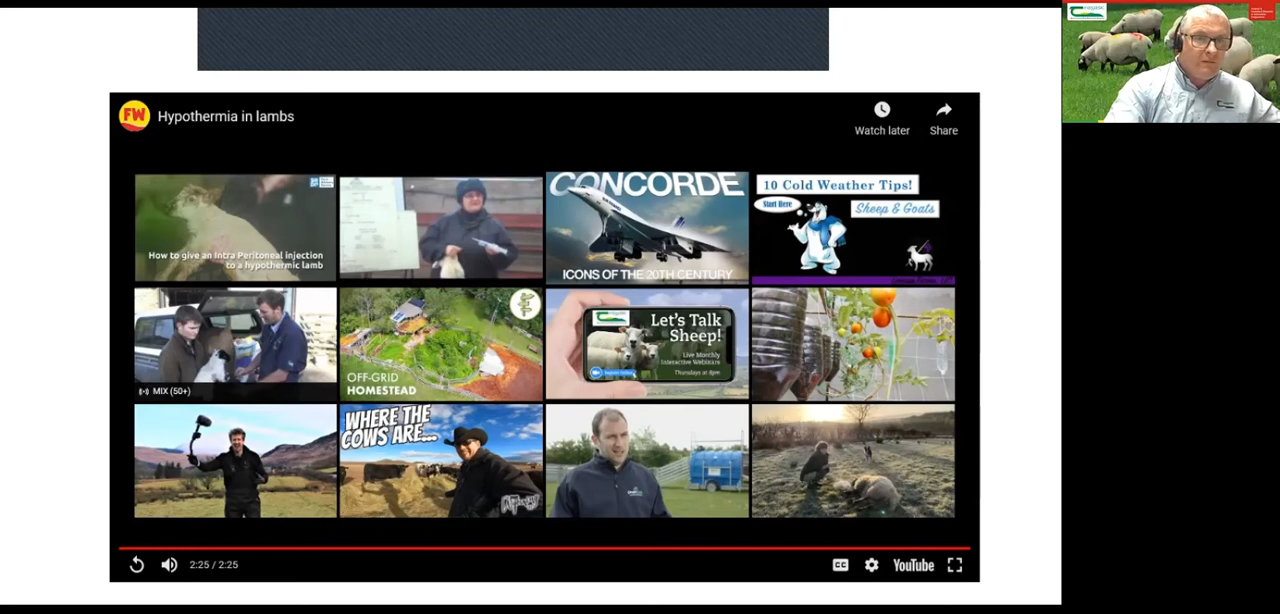 FW
Hypothermia in lambs
Watch later
Share
How to give an Intra Peritoneal injection
to a hypothermic lamb
CONCORDE
ICONS OF THE 20TH CENTURY
10 Cold Weather Tips!
Start Here
Sheep & Goats
MIX (50+)
OFF-GRID
HOMESTEAD
Let's Talk
Sheep!
Live Monthly
Interactive Webinars
Thursdays at 8pm
WHERE THE
COWS ARE...
2:25 / 2:25
CC
YouTube